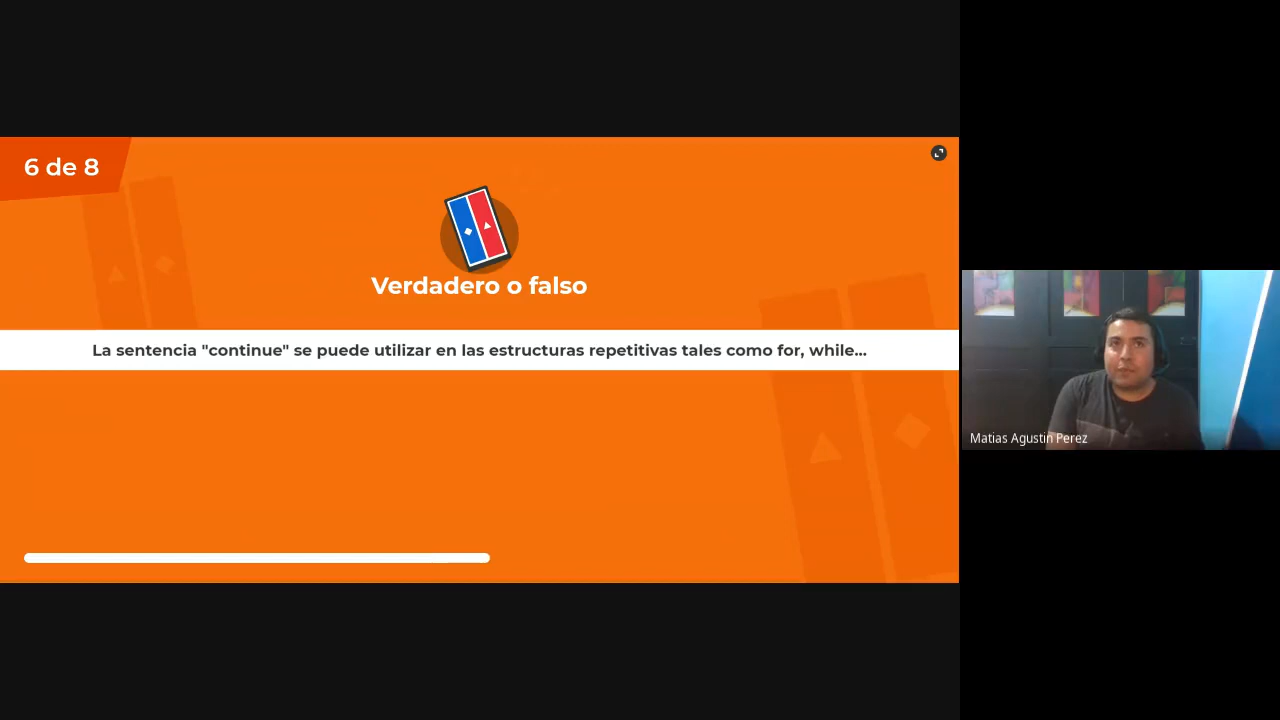 6 de 8
Verdadero o falso
La sentencia "continue" se puede utilizar en las estructuras repetitivas tales como for, while...
Matias Agustin Perez